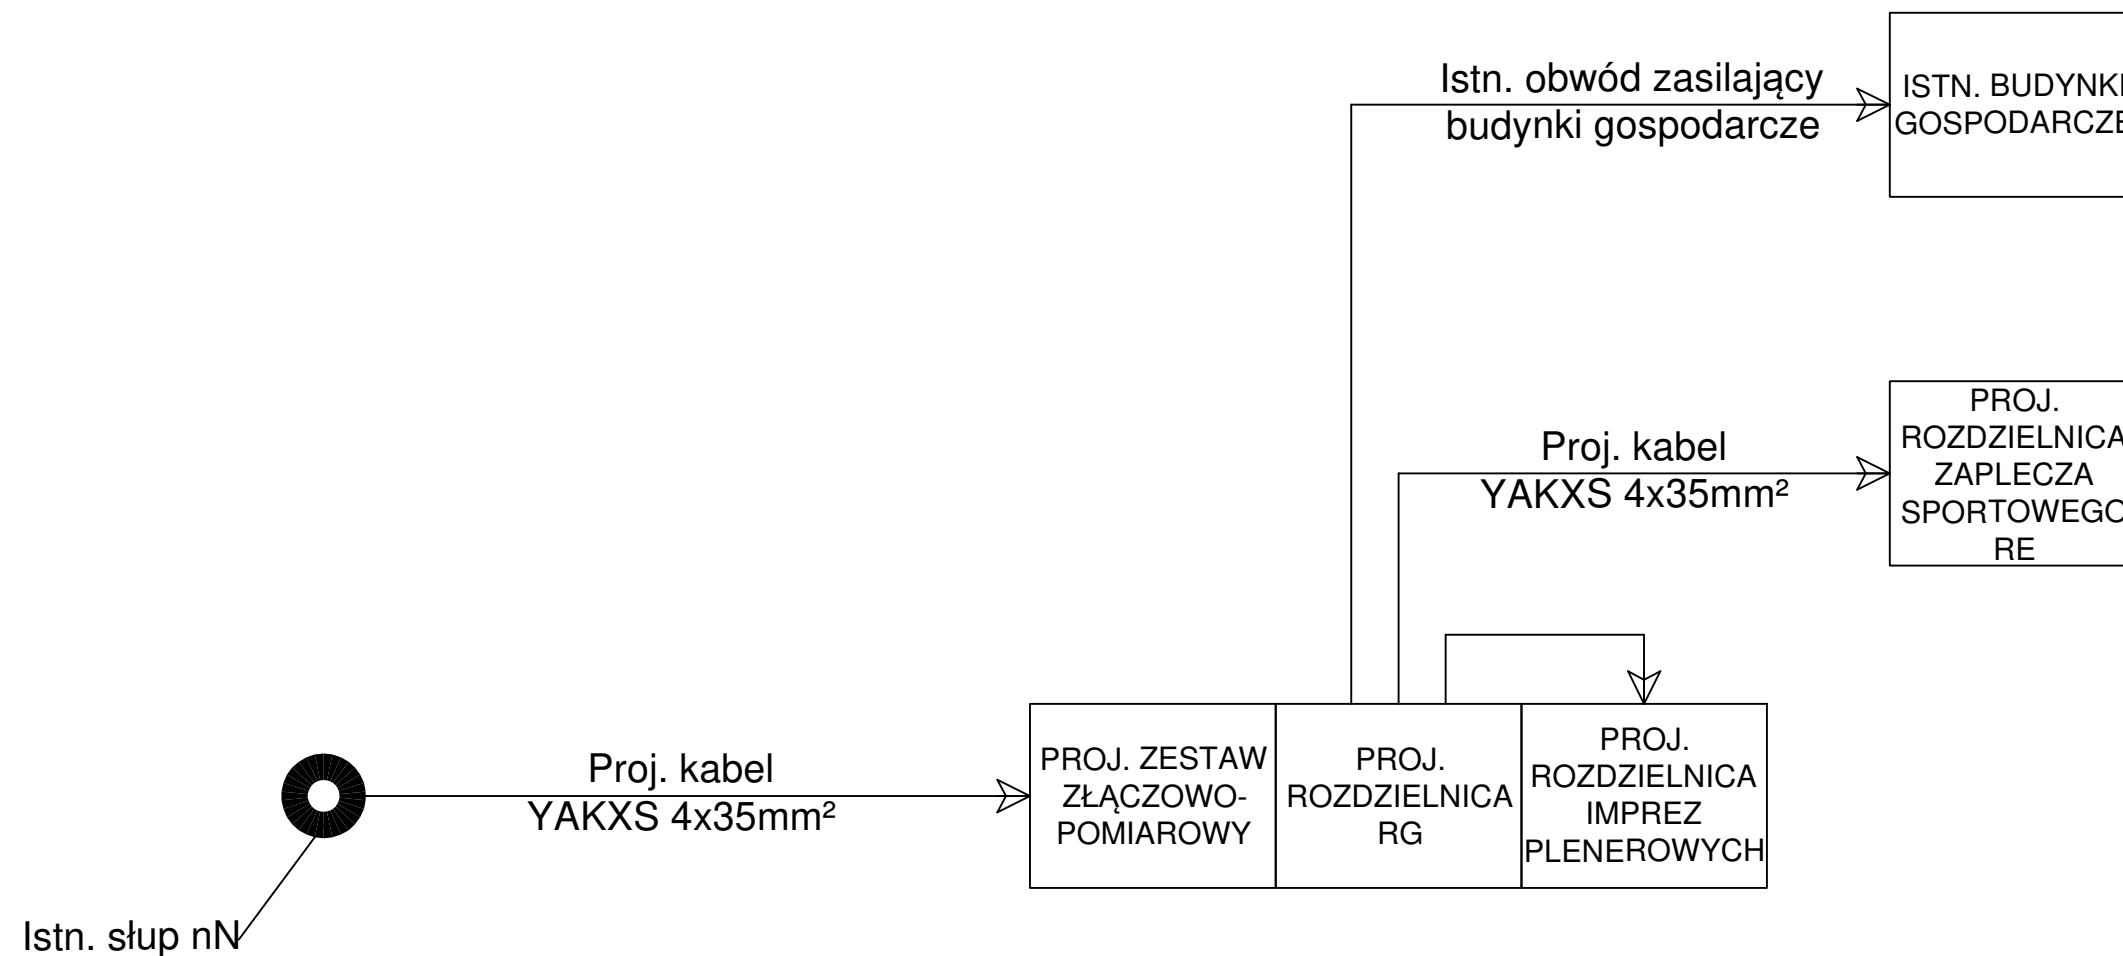 Istn. obwód zasilający
budynki gospodarcze
ISTN. BUDYNKI
GOSPODARCZE
Proj. kabel
YAKXS 4x35mm²
PROJ.
ROZDZIELNICA
ZAPLECZA
SPORTOWEGO
RE
Proj. kabel
YAKXS 4x35mm²
PROJ. ZESTAW
ZŁĄCZOWO-
POMIAROWY
PROJ.
ROZDZIELNICA
RG
PROJ.
ROZDZIELNICA
IMPREZ
PLENEROWYCH
Istn. słup nN